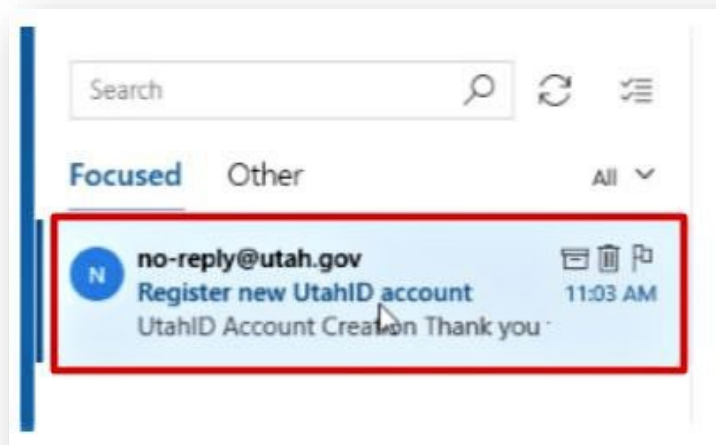 Search
Focused Other All
N
no-reply@utah.gov
Register new UtahID account 11:03 AM
UtahID Account Creation Thank you